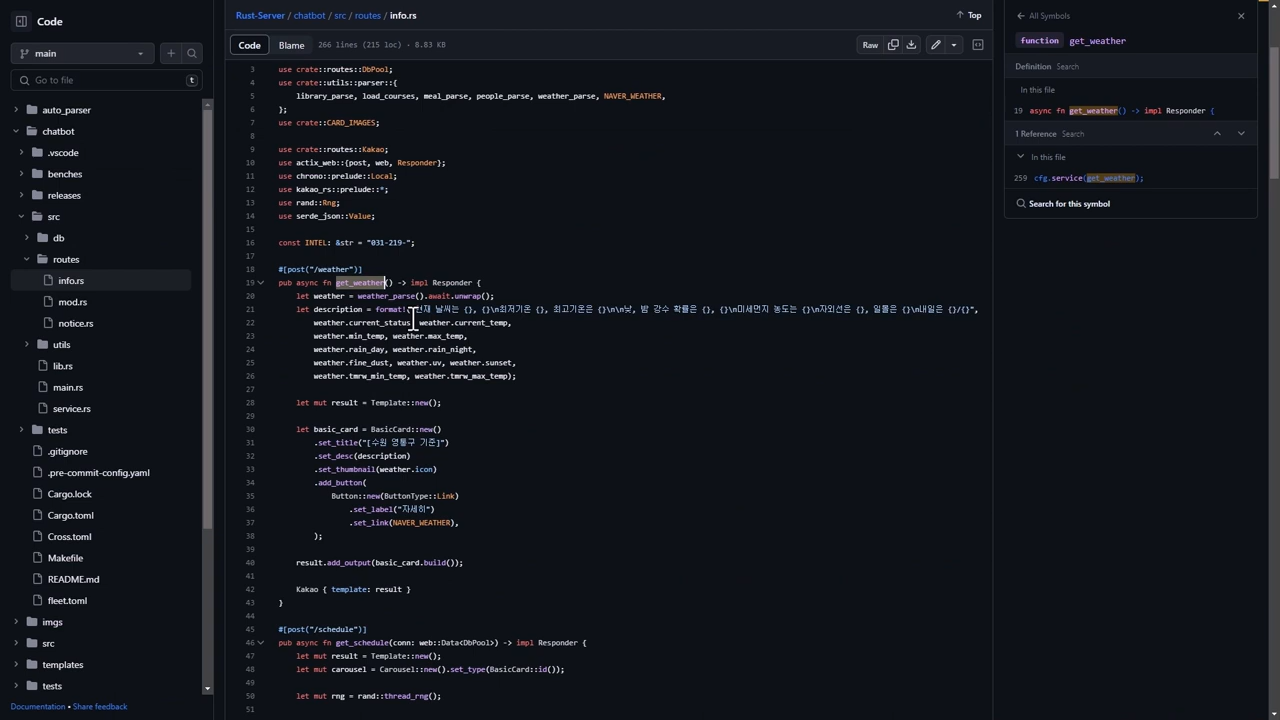 Code
main
Go to file
t
auto_parser
chatbot
.vscode
benches
releases
src
db
routes
info.rs
mod.rs
notice.rs
utils
lib.rs
main.rs
service.rs
tests
.gitignore
.pre-commit-config.yaml
Cargo.lock
Cargo.toml
Cross.toml
Makefile
README.md
fleet.toml
imgs
src
templates
tests
Documentation • Share feedback
Rust-Server / chatbot / src / routes / info.rs
Top
Code Blame 266 lines (215 loc) · 8.83 KB
Raw
3 use crate::routes::DbPool;
4 use crate::utils::parser::{
5 library_parse, load_courses, meal_parse, people_parse, weather_parse, NAVER_WEATHER,
6 };
7 use crate::CARD_IMAGES;
8
9 use crate::routes::Kakao;
10 use actix_web::{post, web, Responder};
11 use chrono::prelude::Local;
12 use kakao_rs::prelude::*;
13 use rand::Rng;
14 use serde_json::Value;
15
16 const INTEL: &str = "031-219-";
17
18 #[post("/weather")]
19 pub async fn get_weather() -> impl Responder {
20 let weather = weather_parse().await.unwrap();
21 let description = format! 현재 날씨는 {}, {}\n최저기온 {}, 최고기온은 {}\n\n낮, 밤 강수 확률은 {}, {}\n미세먼지 농도는 {}\n자외선은 {}, 일몰은 {}\n내일은 {}/{}",
22 weather.current_status, weather.current_temp,
23 weather.min_temp, weather.max_temp,
24 weather.rain_day, weather.rain_night,
25 weather.fine_dust, weather.uv, weather.sunset,
26 weather.tmrw_min_temp, weather.tmrw_max_temp);
27
28 let mut result = Template::new();
29
30 let basic_card = BasicCard::new()
31 .set_title("[수원 영통구 기준]")
32 .set_desc(description)
33 .set_thumbnail(weather.icon)
34 .add_button(
35 Button::new(ButtonType::Link)
36 .set_label("자세히")
37 .set_link(NAVER_WEATHER),
38 );
39
40 result.add_output(basic_card.build());
41
42 Kakao { template: result }
43 }
44
45 #[post("/schedule")]
46 pub async fn get_schedule(conn: web::Data<DbPool>) -> impl Responder {
47 let mut result = Template::new();
48 let mut carousel = Carousel::new().set_type(BasicCard::id());
49
50 let mut rng = rand::thread_rng();
51
All Symbols
function get_weather
Definition Search
In this file
19 async fn get_weather() -> impl Responder {
1 Reference Search
In this file
259 cfg.service(get_weather);
Search for this symbol